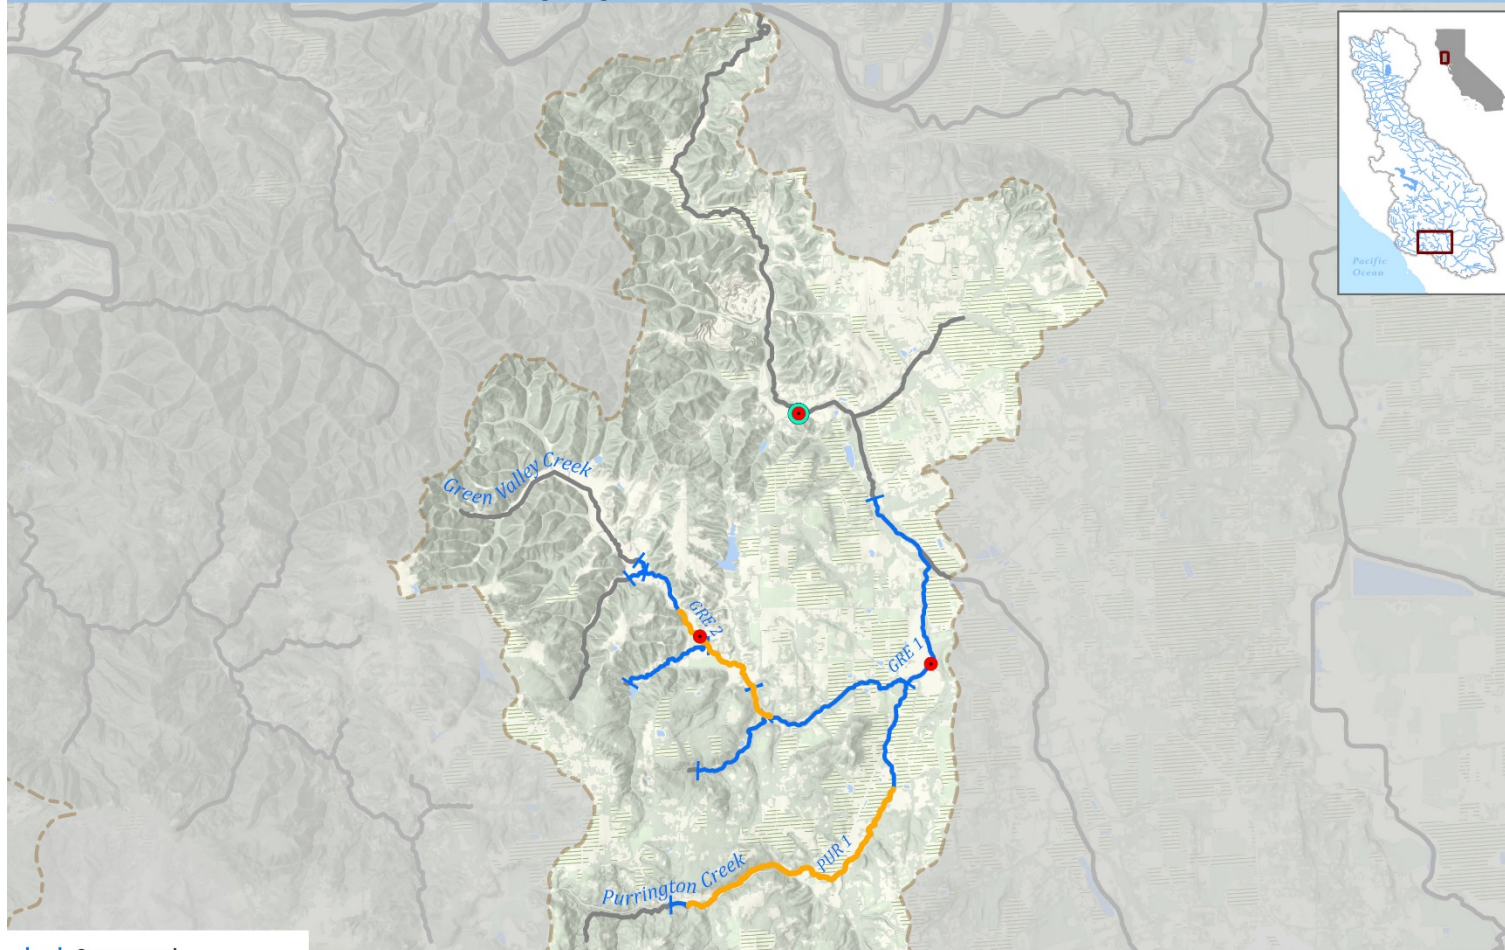 Pacific
Ocean
Green Valley Creek
GRE 2
GRE 1
PUR 1
Purrington Creek